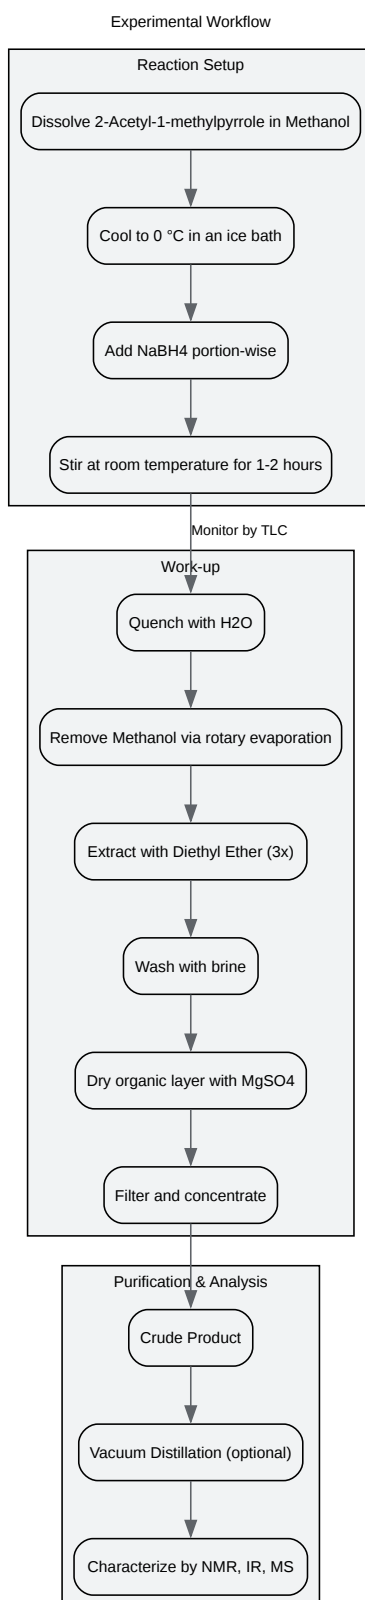 Experimental Workflow
Reaction Setup
Dissolve 2-Acetyl-1-methylpyrrole in Methanol
Cool to 0 °C in an ice bath
Add NaBH4 portion-wise
Stir at room temperature for 1-2 hours
Monitor by TLC
Work-up
Quench with H2O
Remove Methanol via rotary evaporation
Extract with Diethyl Ether (3x)
Wash with brine
Dry organic layer with MgSO4
Filter and concentrate
Purification & Analysis
Crude Product
Vacuum Distillation (optional)
Characterize by NMR, IR, MS